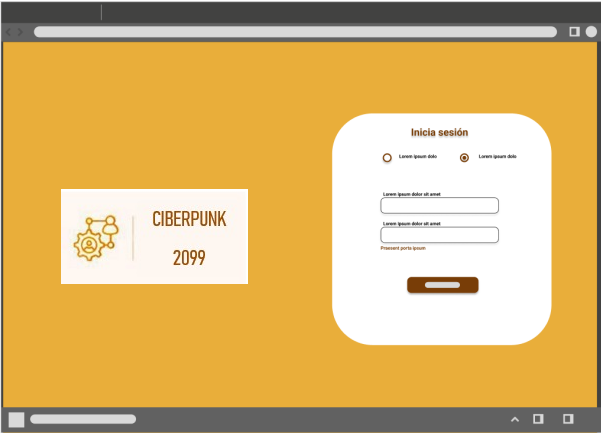 CIBERPUNK
2099
Inicia sesión
Lorem ipsum dolo Lorem ipsum dolo
Lorem ipsum dolor sit amet
Lorem ipsum dolor sit amet
Praesent porta ipsum